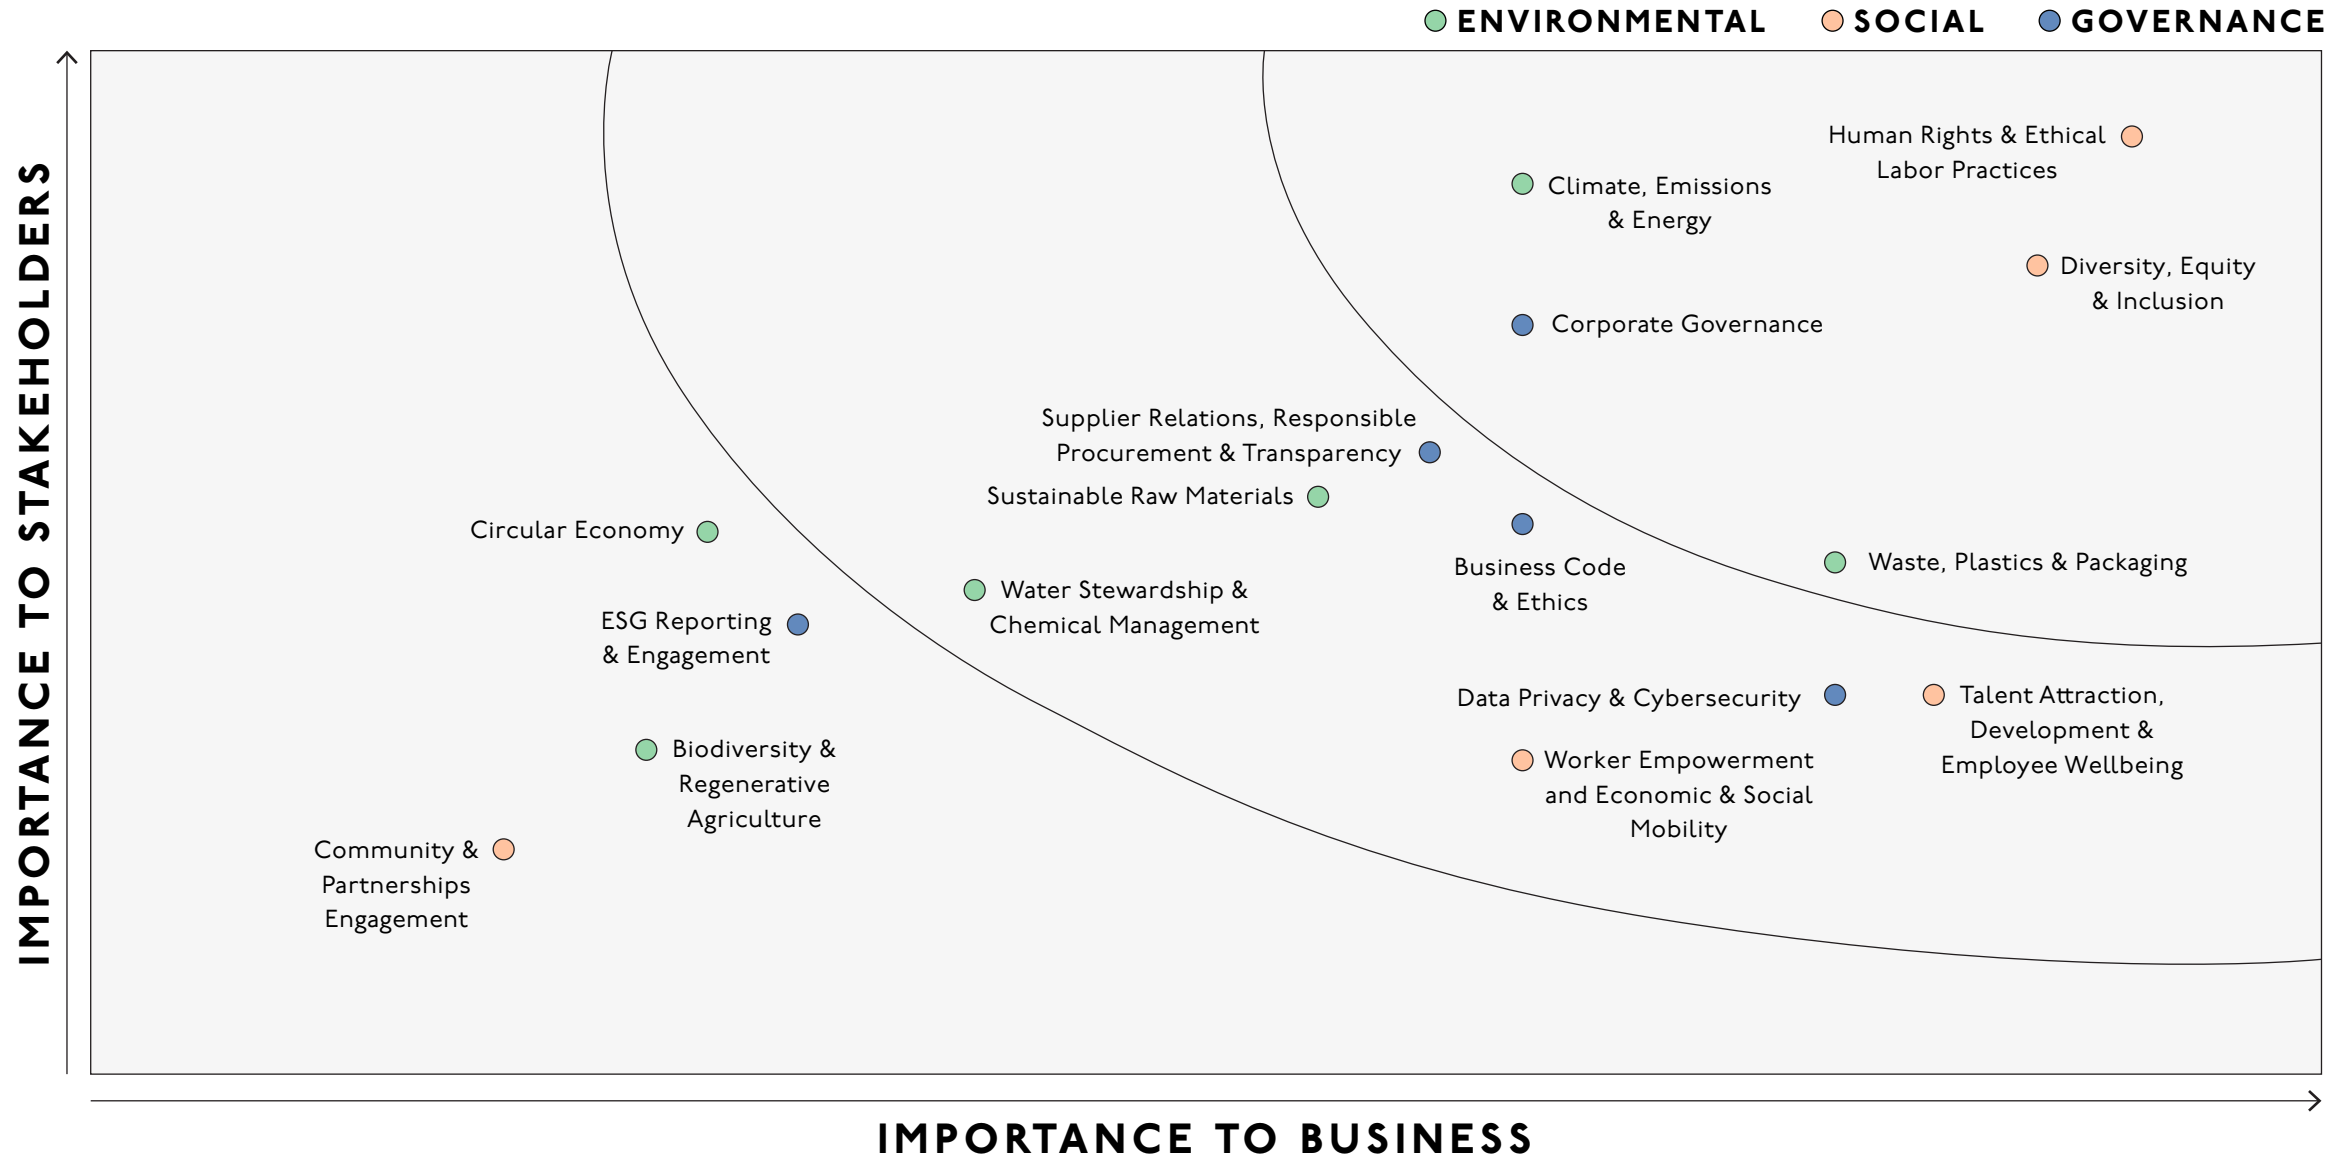 ENVIRONMENTAL
SOCIAL
GOVERNANCE
IMPORTANCE TO STAKEHOLDERS
Human Rights & Ethical
Labor Practices
Climate, Emissions
& Energy
Diversity, Equity
& Inclusion
Corporate Governance
Supplier Relations, Responsible
Procurement & Transparency
Sustainable Raw Materials
Circular Economy
Business Code
& Ethics
Waste, Plastics & Packaging
Water Stewardship &
Chemical Management
ESG Reporting
& Engagement
Data Privacy & Cybersecurity
Talent Attraction,
Development &
Employee Wellbeing
Biodiversity &
Regenerative
Agriculture
Worker Empowerment
and Economic & Social
Mobility
Community &
Partnerships
Engagement
IMPORTANCE TO BUSINESS